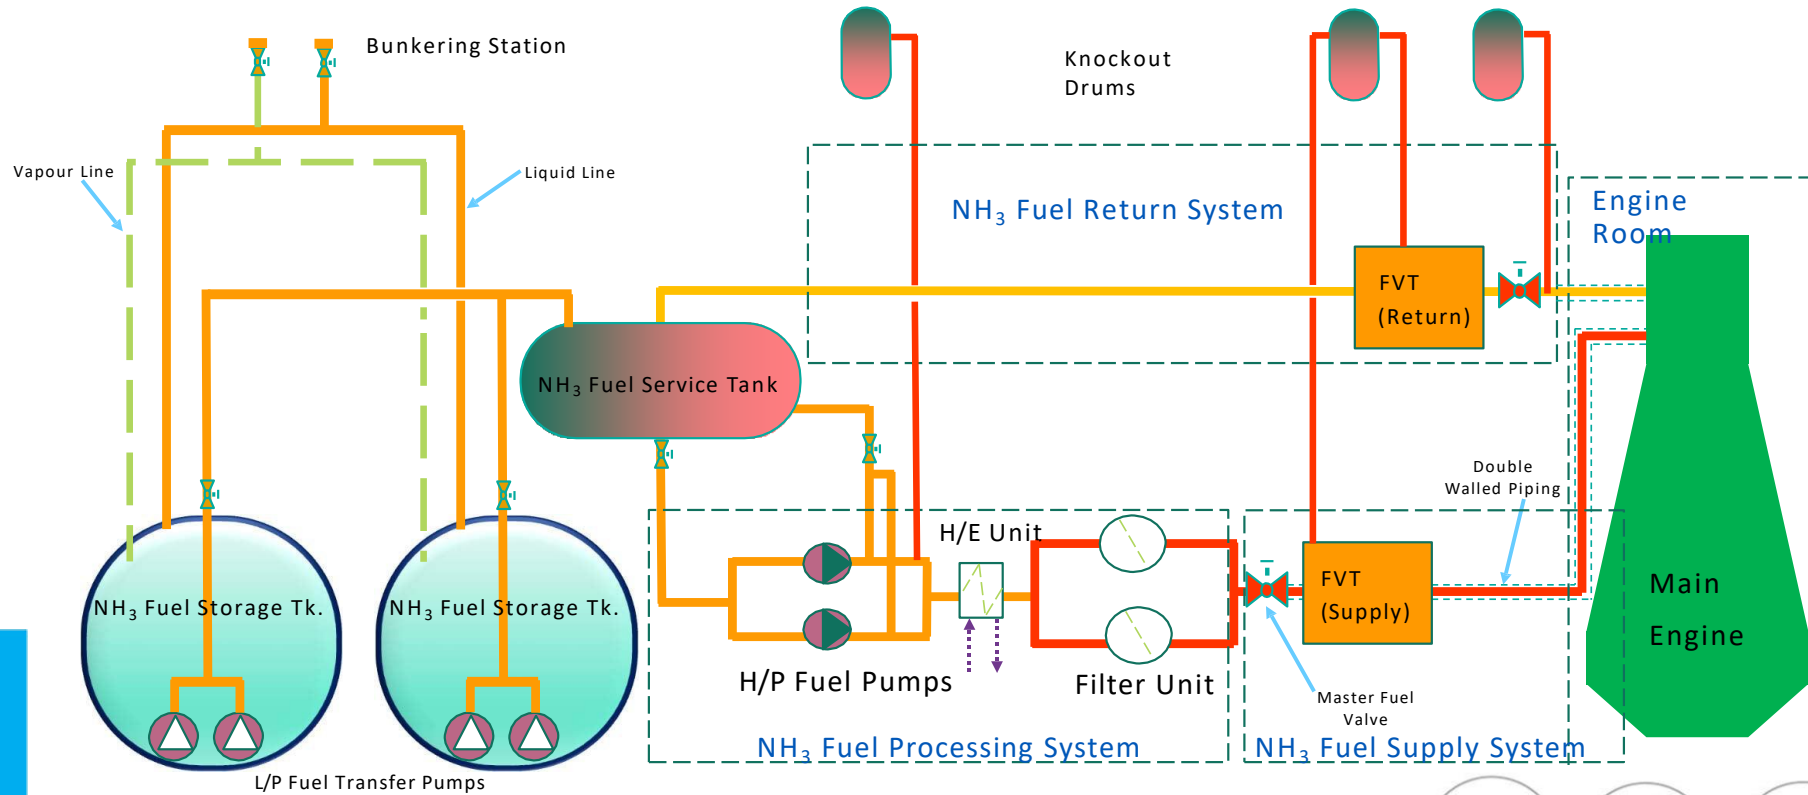 Bunkering Station
Knockout
Drums
Vapour Line
Liquid Line
NH₃ Fuel Return System
Engine
Room
FVT
(Return)
NH₃ Fuel Service Tank
Double
Walled Piping
H/E Unit
NH₃ Fuel Storage Tk.
NH₃ Fuel Storage Tk.
FVT
(Supply)
Main
Engine
H/P Fuel Pumps
Filter Unit
Master Fuel
Valve
NH₃ Fuel Processing System
NH₃ Fuel Supply System
L/P Fuel Transfer Pumps